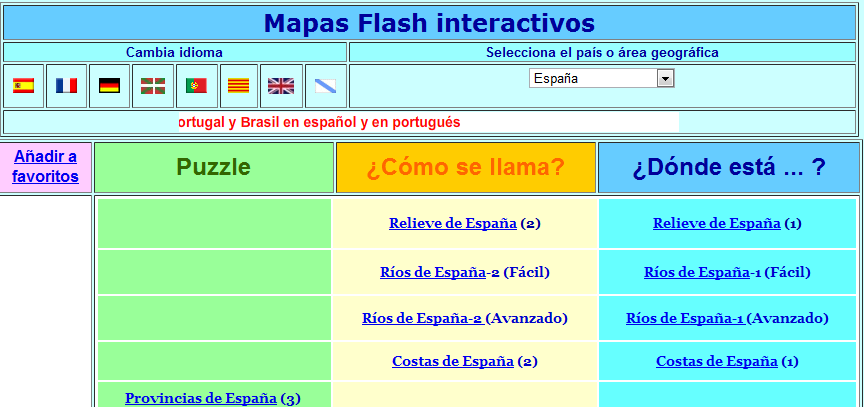 Mapas Flash interactivos
Cambia idioma
Selecciona el país o área geográfica
España
ortugal y Brasil en español y en portugués
Añadir a
favoritos
Puzzle
¿Cómo se llama?
¿Dónde está ... ?
Relieve de España (2)
Relieve de España (1)
Ríos de España-2 (Fácil)
Ríos de España-1 (Fácil)
Ríos de España-2 (Avanzado)
Ríos de España-1 (Avanzado)
Costas de España (2)
Costas de España (1)
Provincias de España (3)